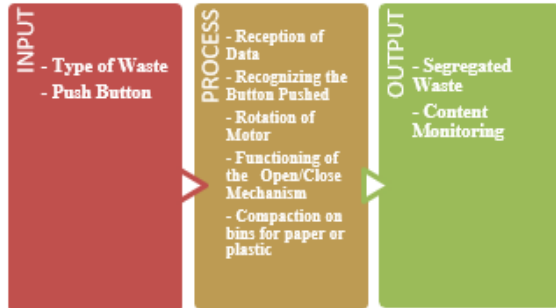 INPUT
- Type of Waste
- Push Button
PROCESS
- Reception of
Data
- Recognizing the
Button Pushed
- Rotation of
Motor
- Functioning of
the Open/Close
Mechanism
- Compaction on
bins for paper or
plastic
OUTPUT
- Segregated
Waste
- Content
Monitoring